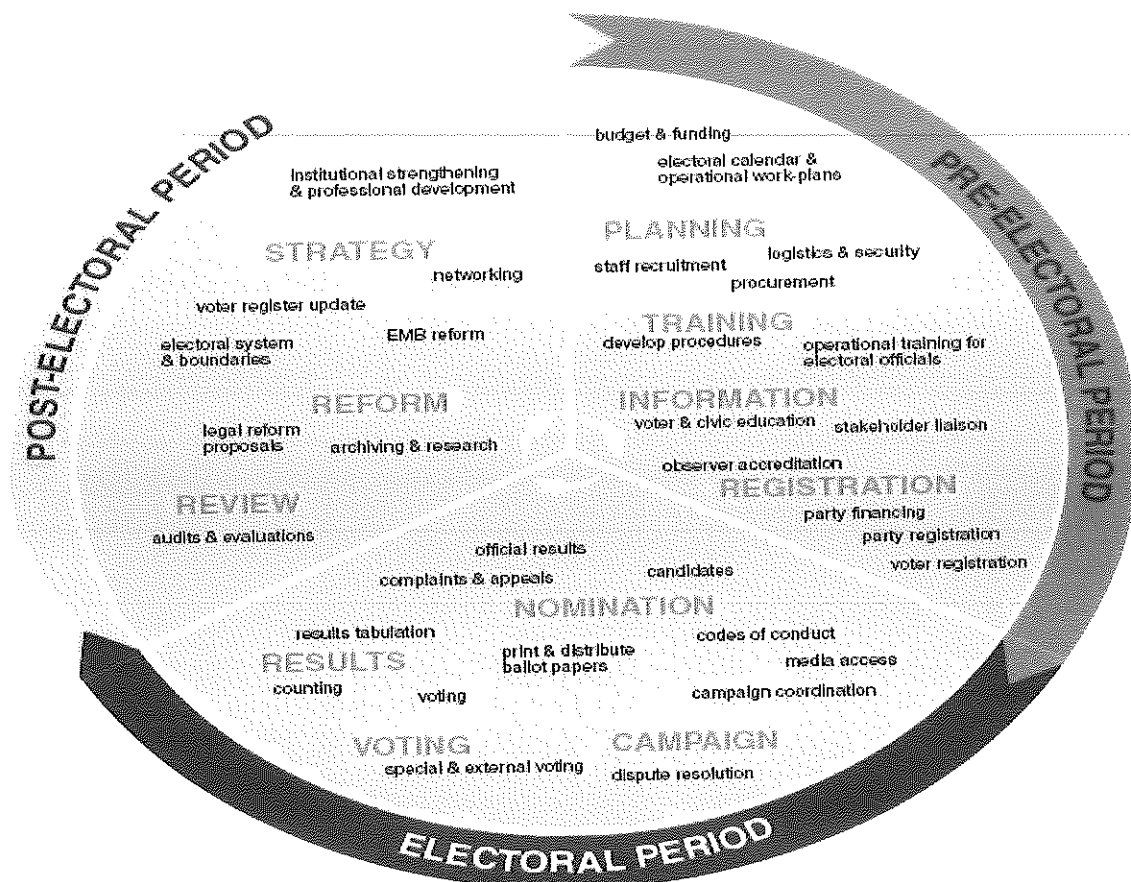 PRE-ELECTORAL PERIOD
budget & funding
electoral calendar &
operational work-plans
PLANNING
logistics & security
staff recruitment
procurement
TRAINING
develop procedures
operational training for
electoral officials
INFORMATION
voter & civic education
stakeholder liaison
observer accreditation
REGISTRATION
party financing
party registration
voter registration
ELECTORAL PERIOD
official results
candidates
complaints & appeals
NOMINATION
results tabulation
print & distribute
ballot papers
codes of conduct
RESULTS
media access
counting
voting
campaign coordination
VOTING
CAMPAIGN
special & external voting
dispute resolution
POST-ELECTORAL PERIOD
institutional strengthening
& professional development
STRATEGY
networking
voter register update
EMB reform
electoral system
& boundaries
REFORM
legal reform
proposals
archiving & research
REVIEW
audits & evaluations